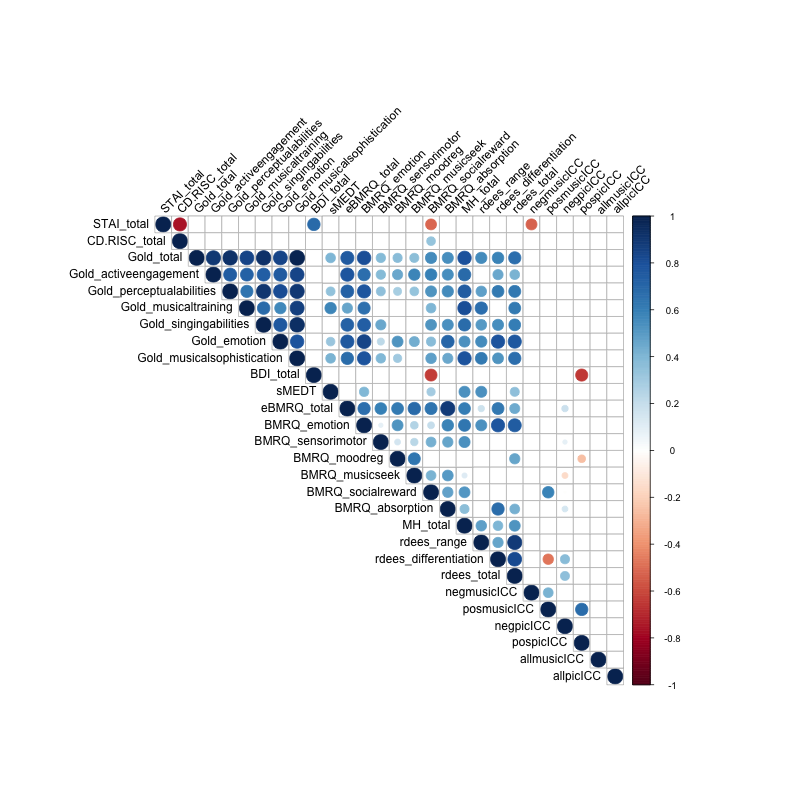 STAI_total
CD.RISC_total
Gold_total
Gold_activeengagement
Gold_perceptualabilities
Gold_musicaltraining
Gold_singingabilities
Gold_emotion
Gold_musicalsophistication
BDI_total
sMEDT
eBMRQ_total
BMRQ_emotion
BMRQ_sensorimotor
BMRQ_moodreg
BMRQ_musicseek
BMRQ_socialreward
BMRQ_absorption
MH_total
rdees_range
rdees_differentiation
rdees_total
negmusicICC
posmusicICC
negpicICC
pospicICC
allmusicICC
allpicICC
STAI_total
CD.RISC_total
Gold_total
Gold_activeengagement
Gold_perceptualabilities
Gold_musicaltraining
Gold_singingabilities
Gold_emotion
Gold_musicalsophistication
BDI_total
sMEDT
eBMRQ_total
BMRQ_emotion
BMRQ_sensorimotor
BMRQ_moodreg
BMRQ_musicseek
BMRQ_socialreward
BMRQ_absorption
MH_total
rdees_range
rdees_differentiation
rdees_total
negmusicICC
posmusicICC
negpicICC
pospicICC
allmusicICC
allpicICC
1
0.8
0.6
0.4
0.2
0
-0.2
-0.4
-0.6
-0.8
-1